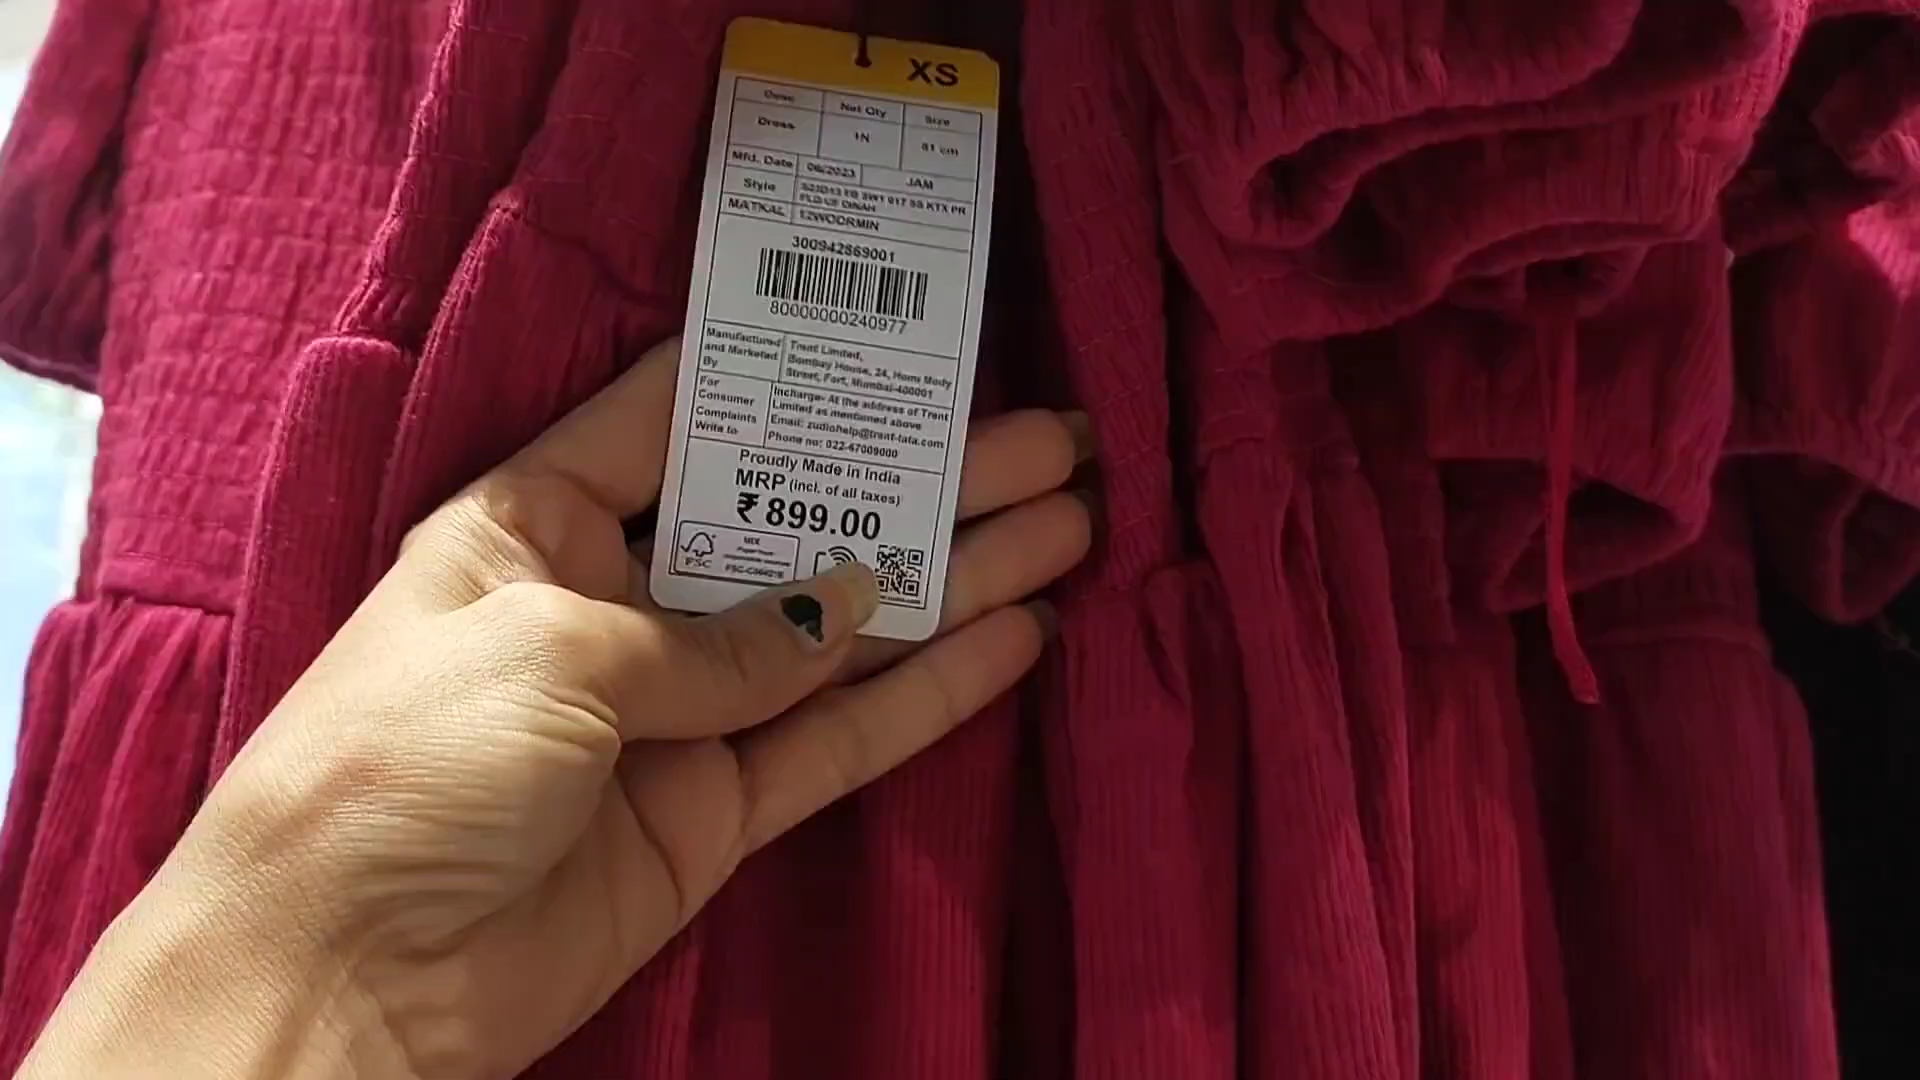 XS
Desc Net Qty Size
Dress 1N 81 cm
Mfd. Date 06/2023 JAM
Style
MATKAL
300942869001
80000000240977
Manufactured and Marketed By
Trent Limited,
Bombay House, 24, Homi Mody
Street, Fort, Mumbai-400001
For Consumer Complaints Write to
Incharge- At the address of Trent
Limited as mentioned above
Email: zudiohelp@trent-tata.com
Phone no: 022-67009000
Proudly Made in India
MRP (incl. of all taxes)
₹ 899.00
FSC
MIX